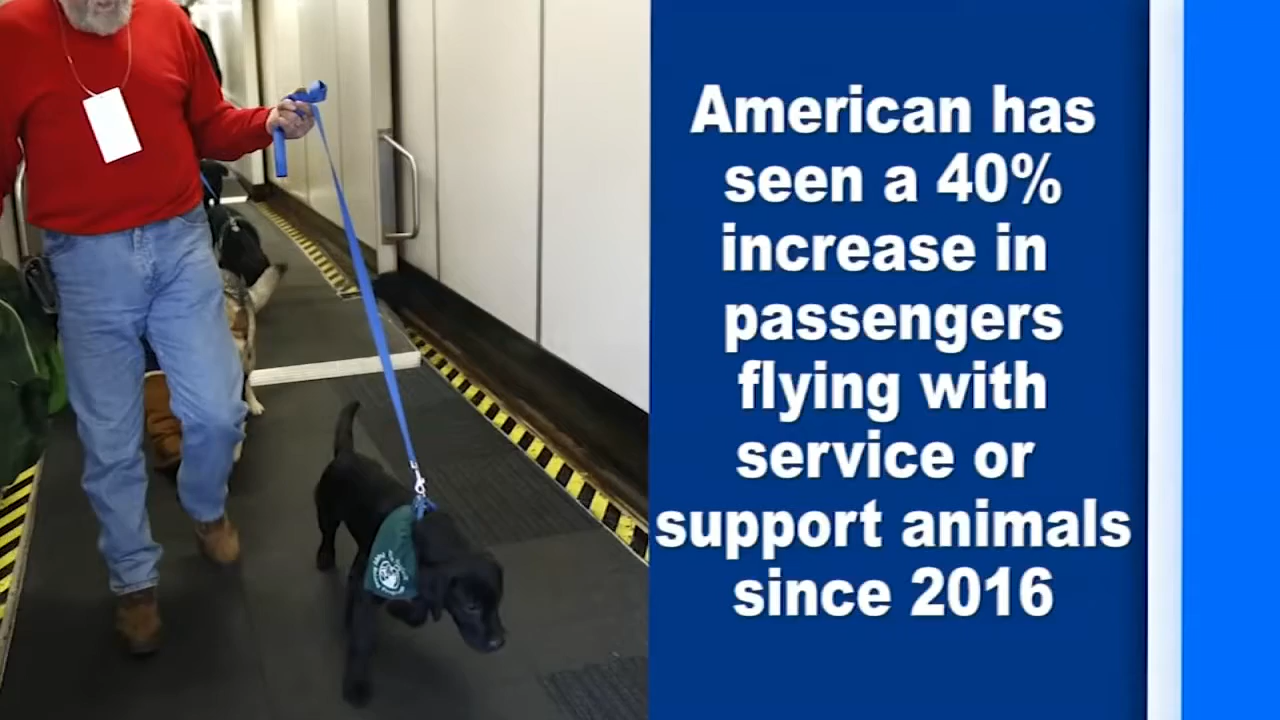 American has
seen a 40%
increase in
passengers
flying with
service or
support animals
since 2016